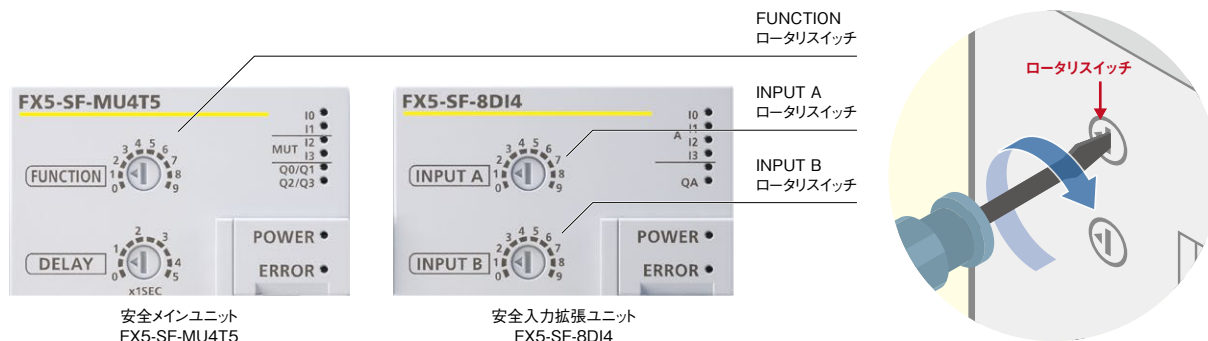 FUNCTION
ロータリスイッチ
INPUT A
ロータリスイッチ
INPUT B
ロータリスイッチ
FX5-SF-MU4T5
I0
I1
MUT I2
I3
Q0/Q1
Q2/Q3
FUNCTION
0 1 2 3 4 5 6 7 8 9
DELAY
0 1 2 3 4 5
x1SEC
POWER
ERROR
安全メインユニット
FX5-SF-MU4T5
FX5-SF-8DI4
I0
I1
A I2
I3
QA
INPUT A
0 1 2 3 4 5 6 7 8 9
INPUT B
0 1 2 3 4 5 6 7 8 9
POWER
ERROR
安全入力拡張ユニット
FX5-SF-8DI4
ロータリスイッチ